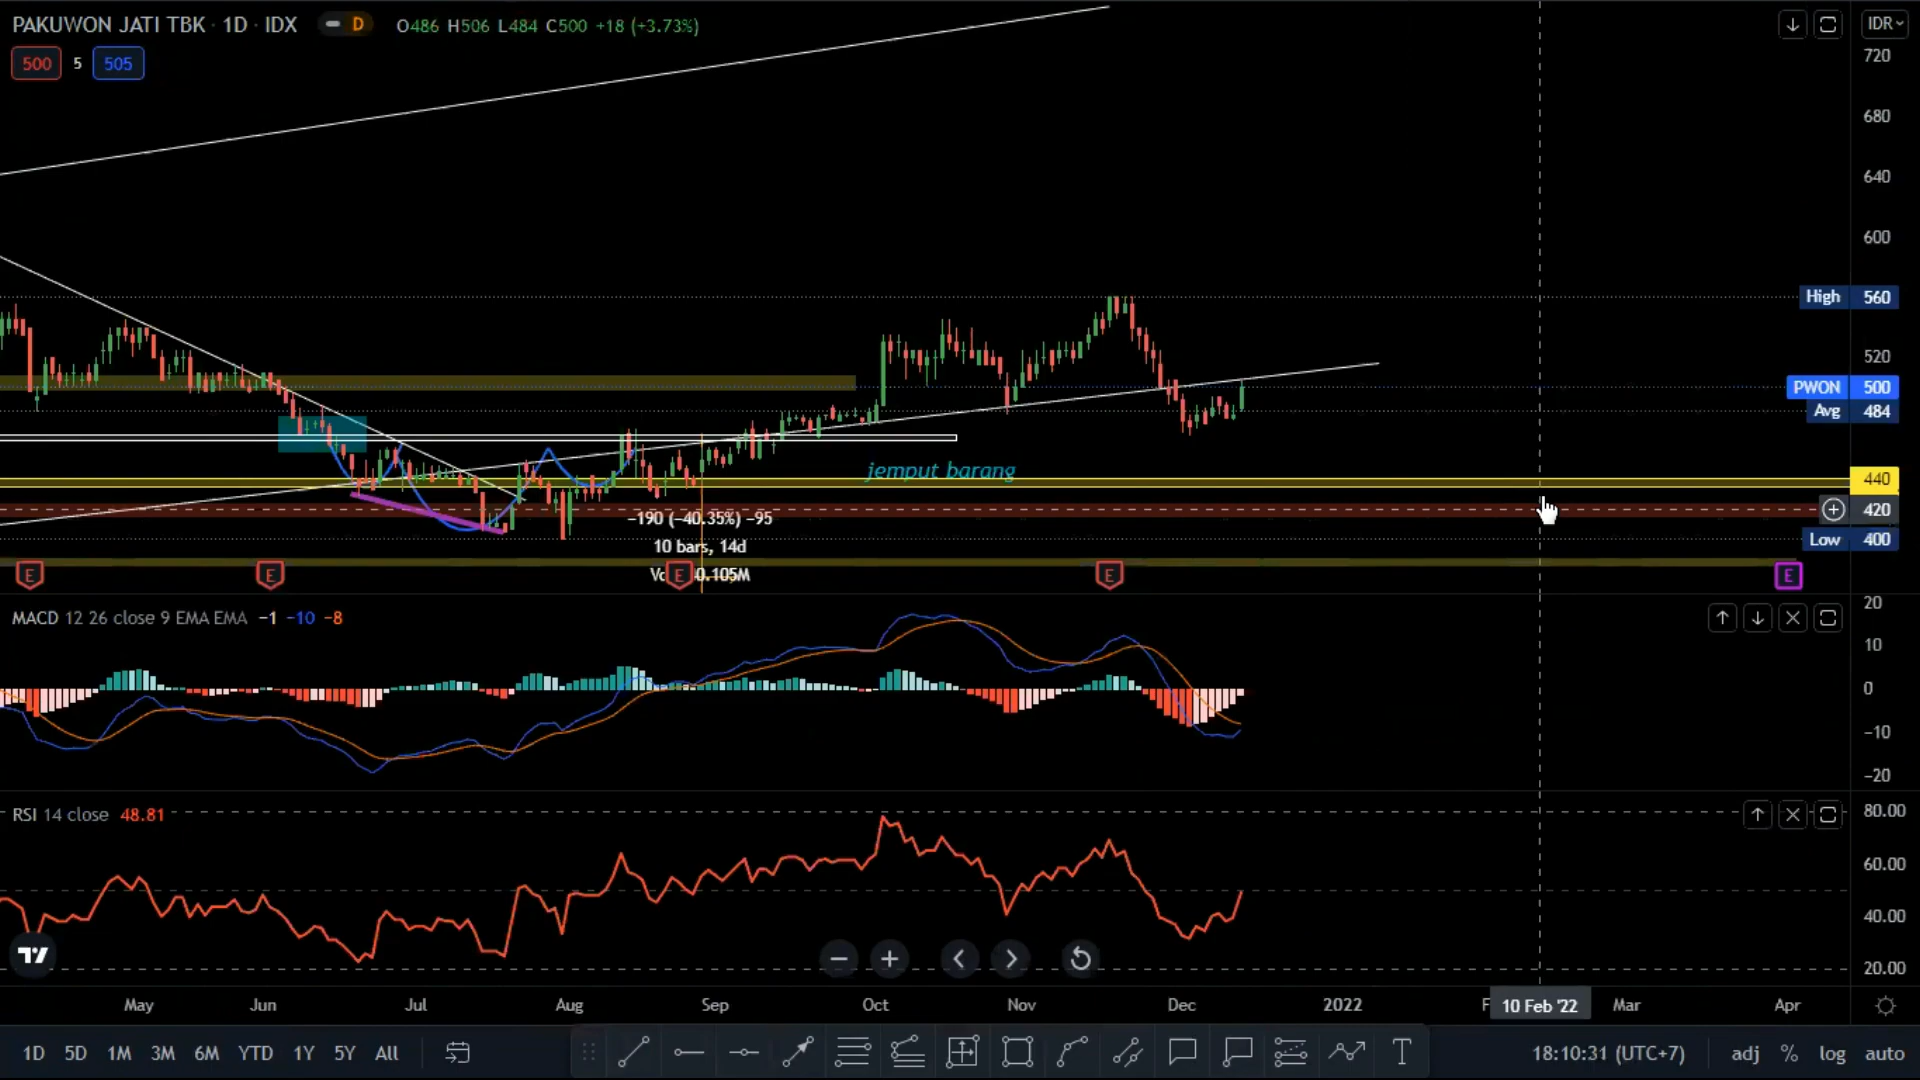 PAKUWON JATI TBK · 1D · IDX D O486 H506 L484 C500 +18 (+3.73%) IDR
500 5 505
720
680
640
600
High 560
520
PWON 500
Avg 484
jemput barang
440
420
−190 (−40.35%) −95
10 bars, 14d
Low 400
E E E 0.105M E E
MACD 12 26 close 9 EMA EMA −1 −10 −8
20
10
0
−10
−20
RSI 14 close 48.81
80.00
60.00
40.00
20.00
May Jun Jul Aug Sep Oct Nov Dec 2022 10 Feb '22 Mar Apr
1D 5D 1M 3M 6M YTD 1Y 5Y All T 18:10:31 (UTC+7) adj % log auto